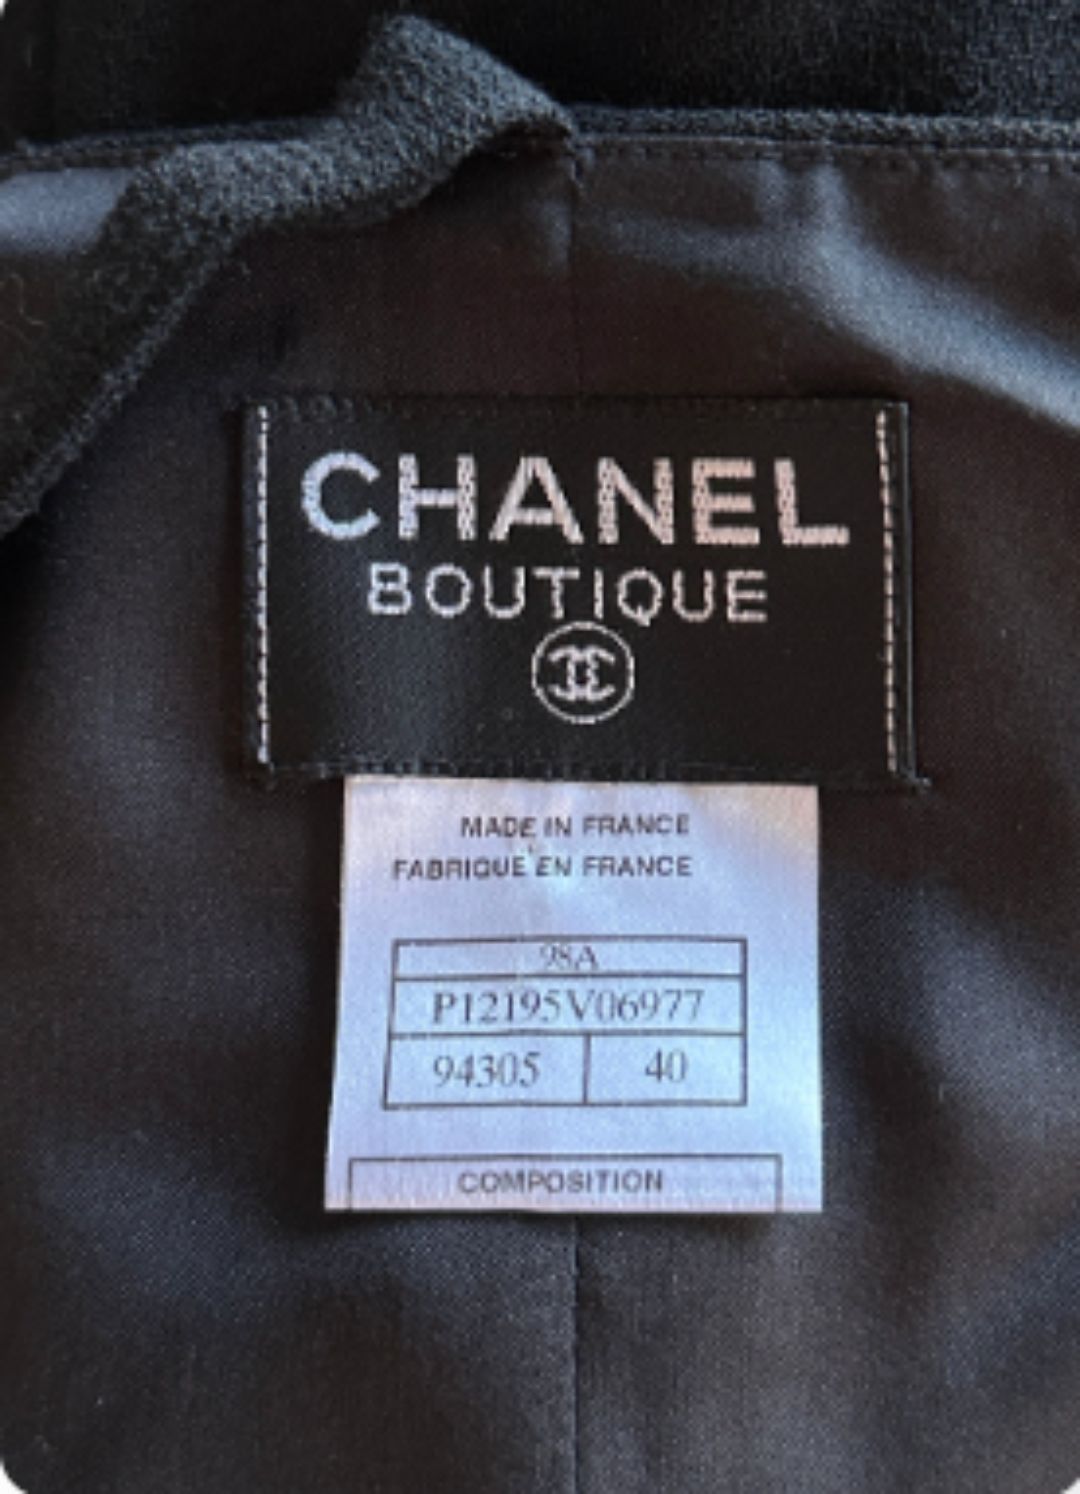 CHANEL
BOUTIQUE
MADE IN FRANCE
FABRIQUE EN FRANCE
98A
P12195V06977
94305 40
COMPOSITION